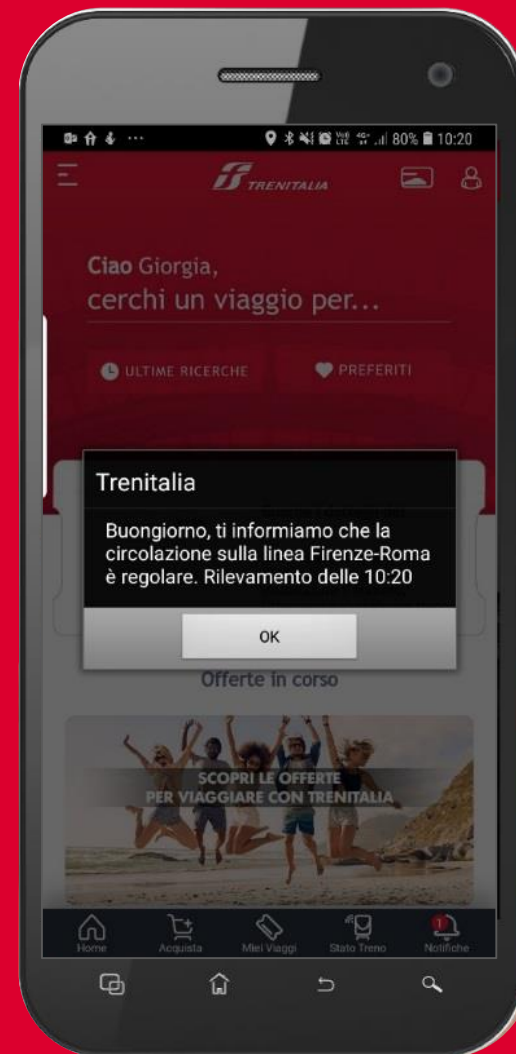 80% 10:20
TRENITALIA
Ciao Giorgia,
cerchi un viaggio per...
ULTIME RICERCHE
PREFERITI
Trenitalia
Buongiorno, ti informiamo che la
circolazione sulla linea Firenze-Roma
è regolare. Rilevamento delle 10:20
OK
Offerte in corso
SCOPRI LE OFFERTE
PER VIAGGIARE CON TRENITALIA
1
Home Acquista Miei Viaggi Stato Treno Notifiche